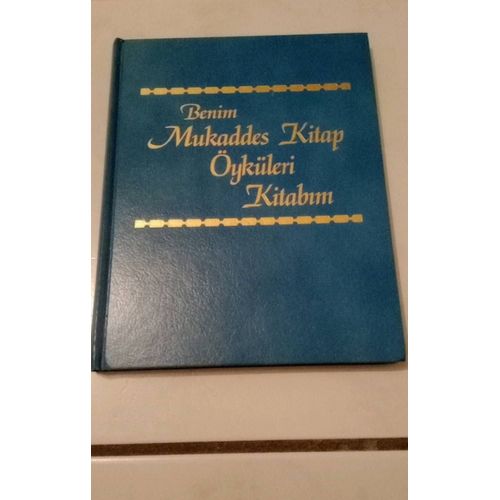 Benim
Mukaddes Kitap
Öyküleri
Kitabım